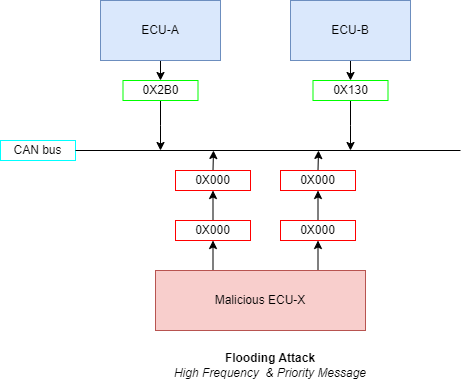 ECU-A
ECU-B
0X2B0
0X130
CAN bus
0X000
0X000
0X000
0X000
Malicious ECU-X
Flooding Attack
High Frequency & Priority Message